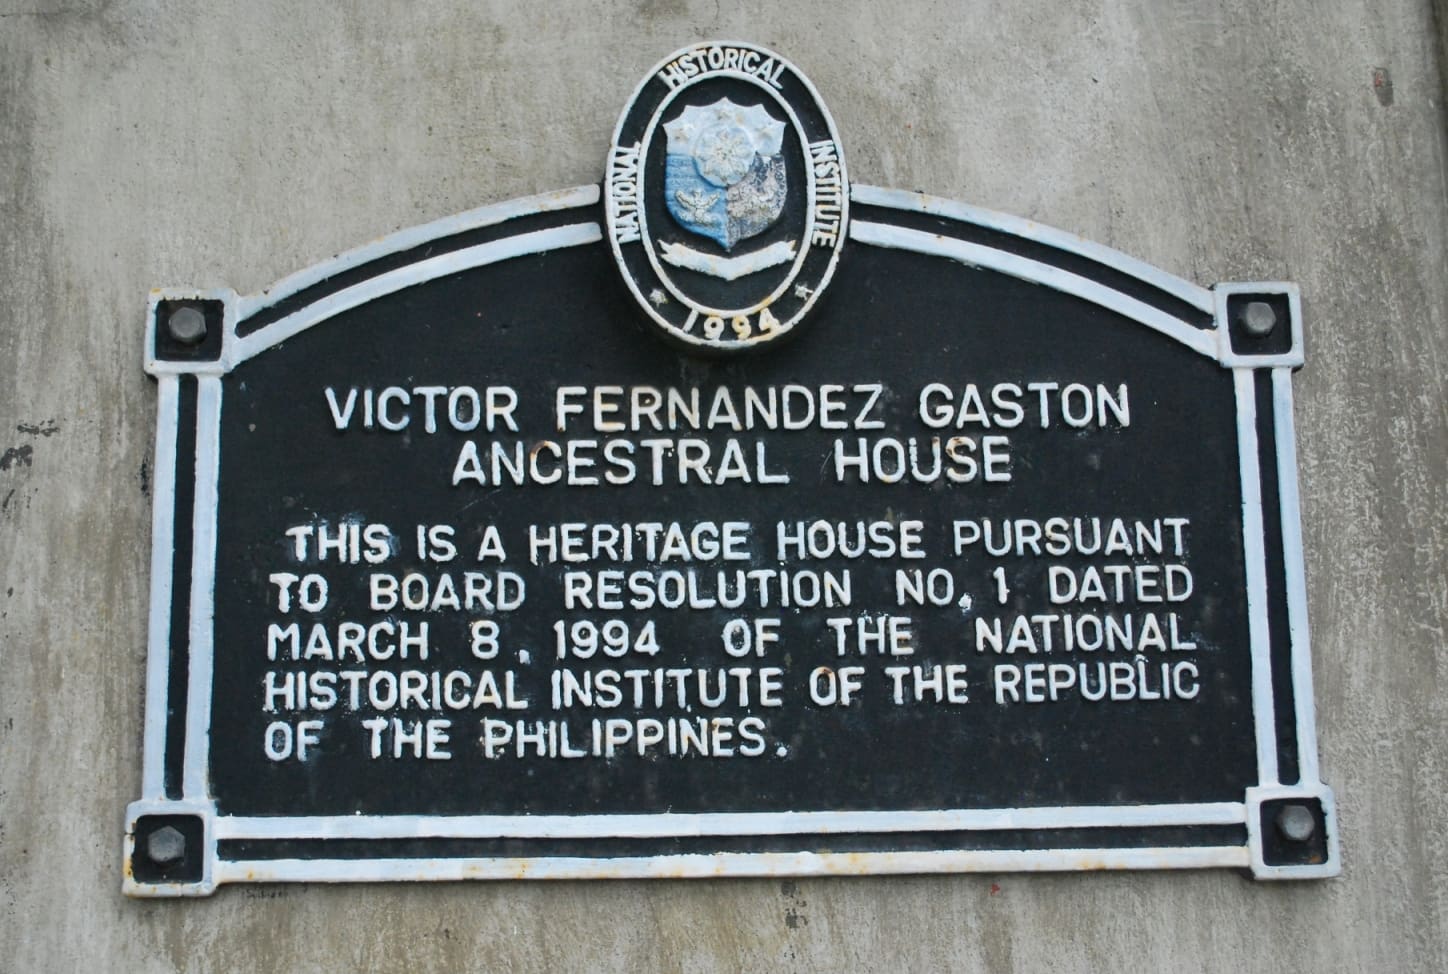 NATIONAL HISTORICAL INSTITUTE
1994
VICTOR FERNANDEZ GASTON
ANCESTRAL HOUSE
THIS IS A HERITAGE HOUSE PURSUANT
TO BOARD RESOLUTION NO. 1 DATED
MARCH 8, 1994 OF THE NATIONAL
HISTORICAL INSTITUTE OF THE REPUBLIC
OF THE PHILIPPINES.